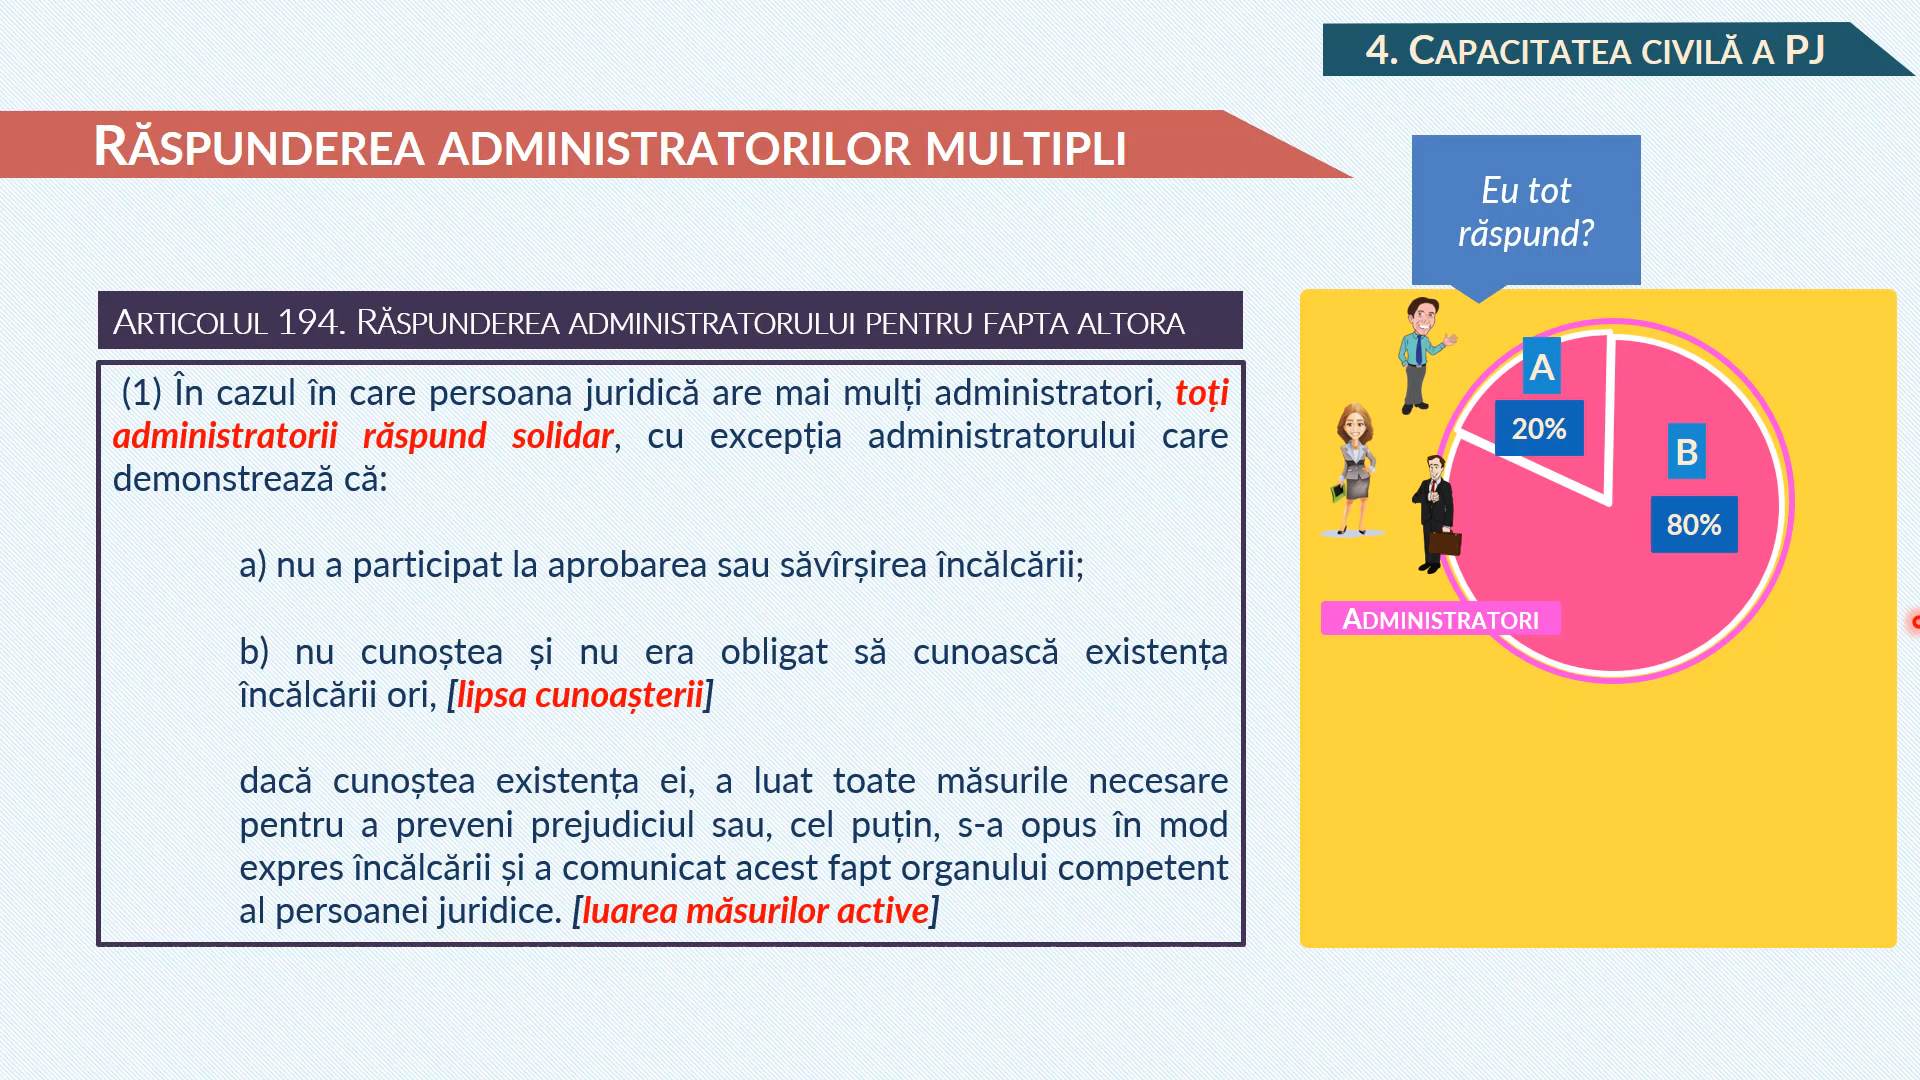 4. CAPACITATEA CIVILĂ A PJ
RĂSPUNDEREA ADMINISTRATORILOR MULTIPLI
Eu tot
răspund?
ARTICOLUL 194. RĂSPUNDEREA ADMINISTRATORULUI PENTRU FAPTA ALTORA
(1) În cazul în care persoana juridică are mai mulți administratori, toți
administratorii răspund solidar, cu excepția administratorului care
demonstrează că:
a) nu a participat la aprobarea sau săvîrșirea încălcării;
b) nu cunoștea și nu era obligat să cunoască existența
încălcării ori, [lipsa cunoașterii]
dacă cunoștea existența ei, a luat toate măsurile necesare
pentru a preveni prejudiciul sau, cel puțin, s-a opus în mod
expres încălcării și a comunicat acest fapt organului competent
al persoanei juridice. [luarea măsurilor active]
A
20%
B
80%
ADMINISTRATORI